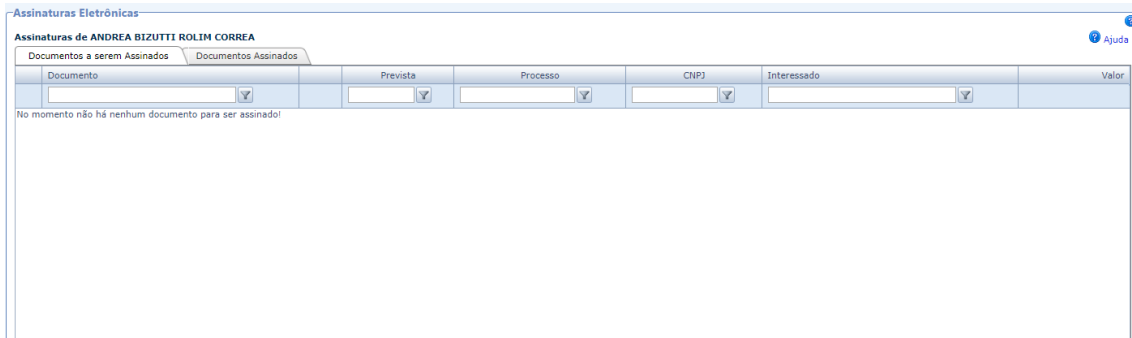 Assinaturas Eletrônicas
Assinaturas de ANDREA BIZUTTI ROLIM CORREA
Ajuda
Documentos a serem Assinados Documentos Assinados
Documento Prevista Processo CNPJ Interessado Valor
No momento não há nenhum documento para ser assinado!